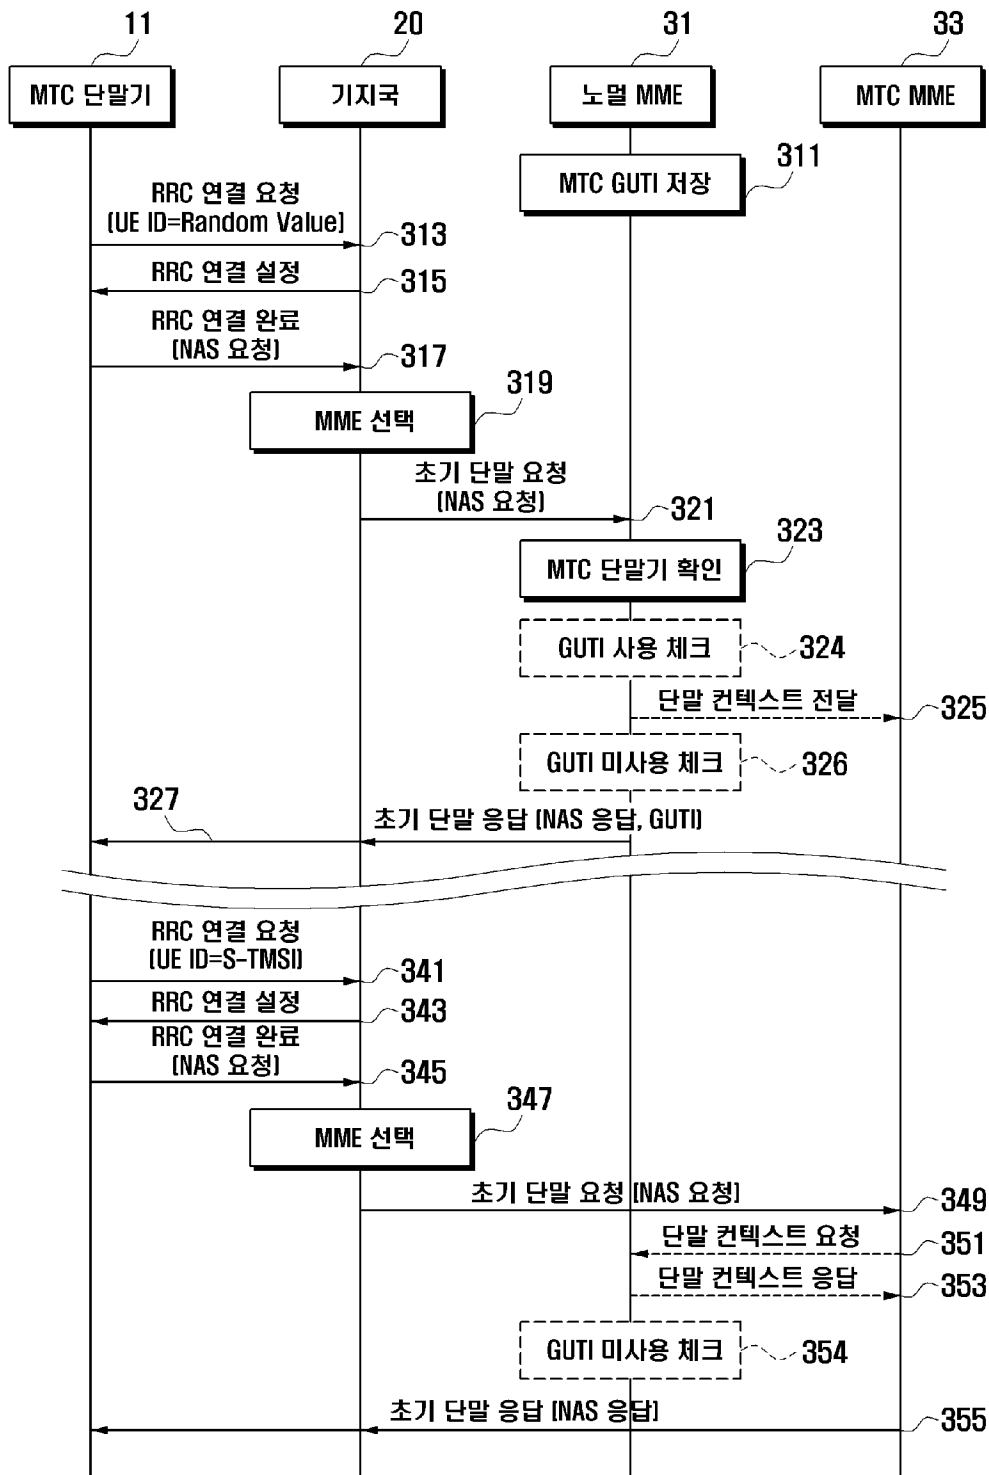 11
20
31
33
MTC 단말기
기지국
노멀 MME
MTC MME
MTC GUTI 저장
311
RRC 연결 요청
(UE ID=Random Value)
313
RRC 연결 설정
315
RRC 연결 완료
(NAS 요청)
317
319
MME 선택
초기 단말 요청
(NAS 요청)
321
323
MTC 단말기 확인
GUTI 사용 체크
324
단말 컨텍스트 전달
325
GUTI 미사용 체크
326
327
초기 단말 응답 (NAS 응답, GUTI)
RRC 연결 요청
(UE ID=S-TMSI)
341
RRC 연결 설정
343
RRC 연결 완료
(NAS 요청)
345
347
MME 선택
초기 단말 요청 (NAS 요청)
349
단말 컨텍스트 요청
351
단말 컨텍스트 응답
353
GUTI 미사용 체크
354
초기 단말 응답 (NAS 응답)
355